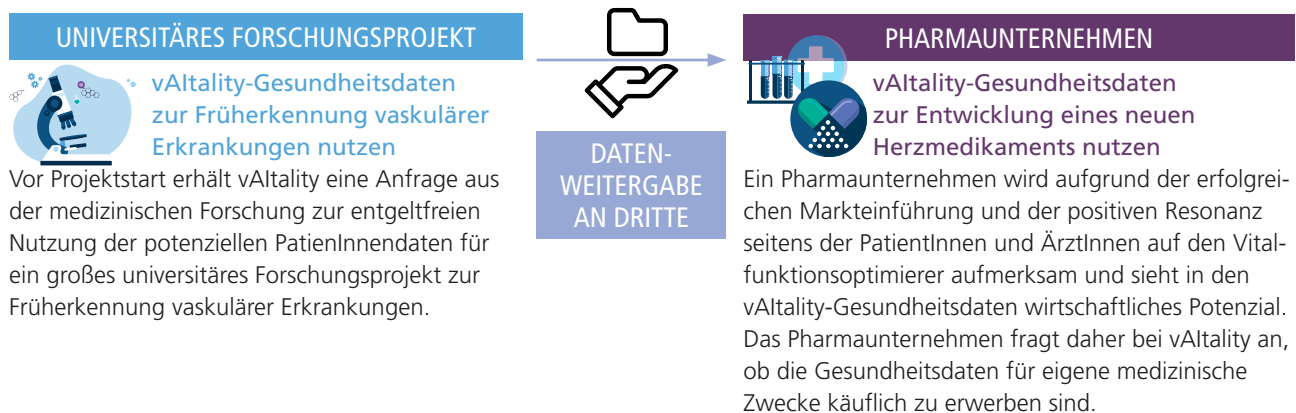 UNIVERSITÄRES FORSCHUNGSPROJEKT
vAItality-Gesundheitsdaten
zur Früherkennung vaskulärer
Erkrankungen nutzen
Vor Projektstart erhält vAItality eine Anfrage aus
der medizinischen Forschung zur entgeltfreien
Nutzung der potenziellen PatienInnendaten für
ein großes universitäres Forschungsprojekt zur
Früherkennung vaskulärer Erkrankungen.
DATEN-
WEITERGABE
AN DRITTE
PHARMAUNTERNEHMEN
vAItality-Gesundheitsdaten
zur Entwicklung eines neuen
Herzmedikaments nutzen
Ein Pharmaunternehmen wird aufgrund der erfolgrei-
chen Markteinführung und der positiven Resonanz
seitens der PatientInnen und ÄrztInnen auf den Vital-
funktionsoptimierer aufmerksam und sieht in den
vAItality-Gesundheitsdaten wirtschaftliches Potenzial.
Das Pharmaunternehmen fragt daher bei vAItality an,
ob die Gesundheitsdaten für eigene medizinische
Zwecke käuflich zu erwerben sind.